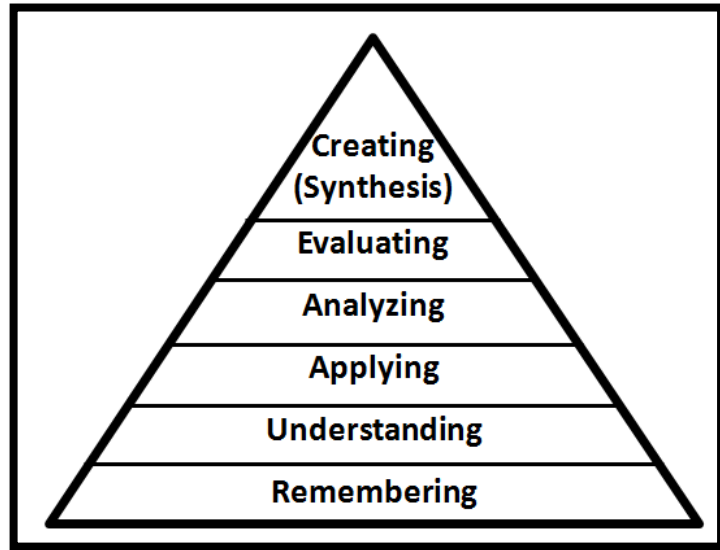 Creating
(Synthesis)
Evaluating
Analyzing
Applying
Understanding
Remembering